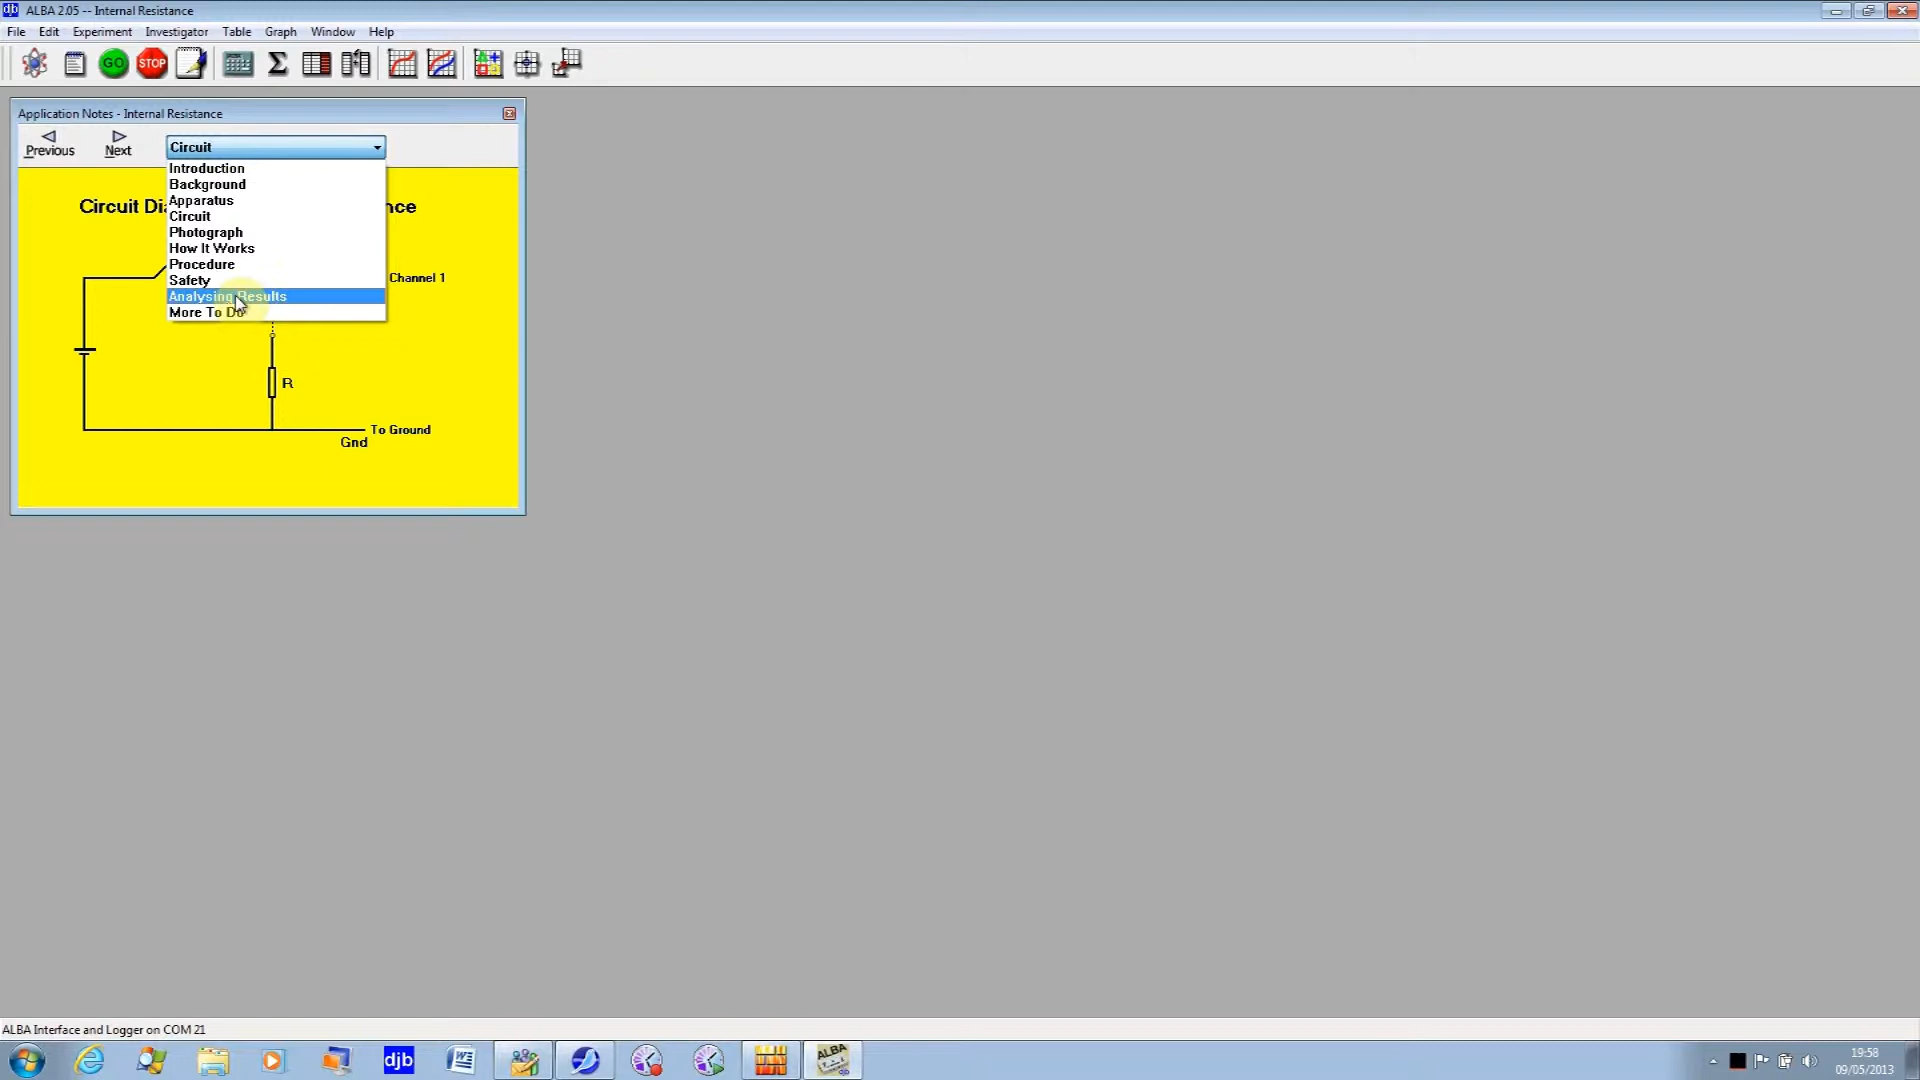 ALBA 2.05 -- Internal Resistance
File Edit Experiment Investigator Table Graph Window Help
GO STOP
Application Notes - Internal Resistance
Previous Next Circuit
Introduction
Background
Apparatus
Circuit
Photograph
How It Works
Procedure
Safety
Analysing Results
More To Do
Circuit Di nce
Channel 1
R
To Ground
Gnd
ALBA Interface and Logger on COM 21
djb
ALBA
19:58
09/05/2013